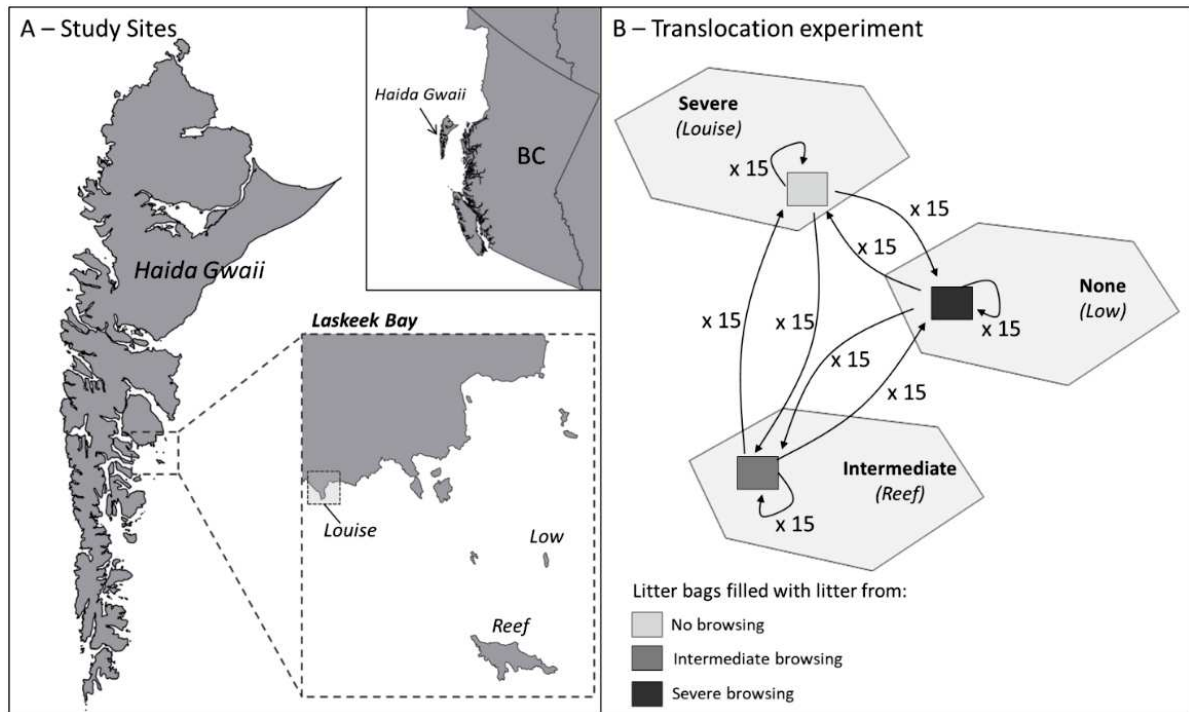 A – Study Sites
Haida Gwaii
BC
Haida Gwaii
Laskeek Bay
Louise
Low
Reef
B – Translocation experiment
Severe
(Louise)
x 15
x 15
x 15
None
(Low)
x 15
x 15
x 15
x 15
x 15
Intermediate
(Reef)
x 15
Litter bags filled with litter from:
No browsing
Intermediate browsing
Severe browsing